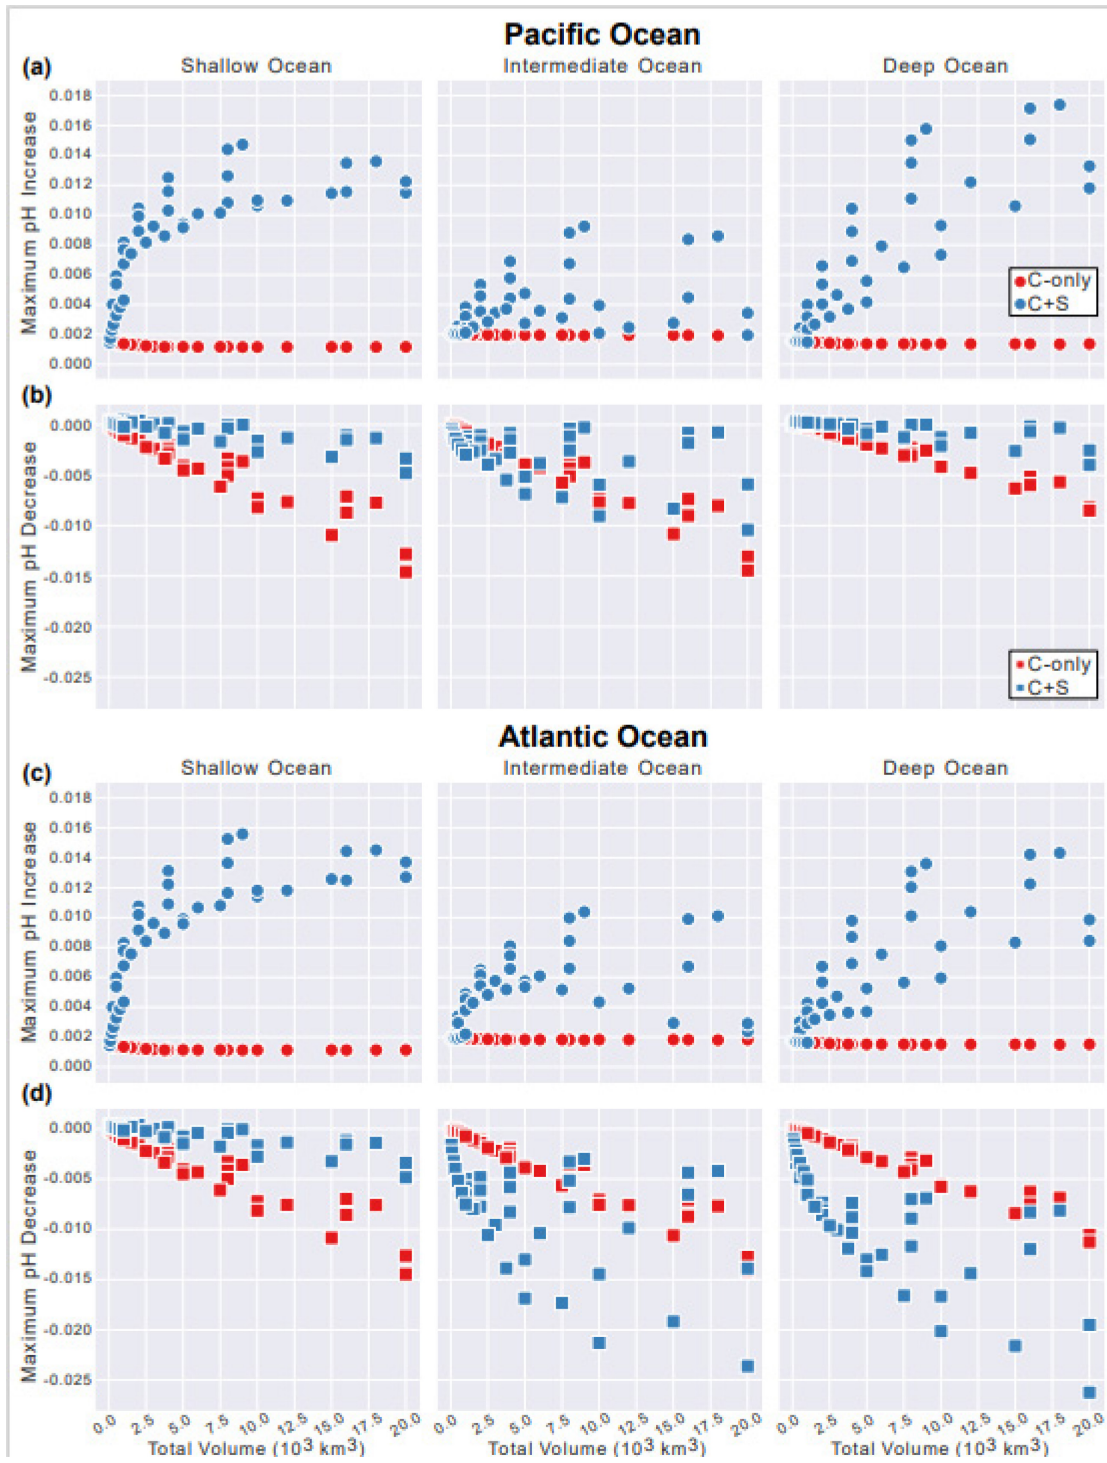 Pacific Ocean
(a)
Shallow Ocean Intermediate Ocean Deep Ocean
Maximum pH Increase
0.018
0.016
0.014
0.012
0.010
0.008
0.006
0.004
0.002
0.000
C-only
C+S
(b)
Maximum pH Decrease
0.000
-0.005
-0.010
-0.015
-0.020
-0.025
C-only
C+S
Atlantic Ocean
(c)
Shallow Ocean Intermediate Ocean Deep Ocean
Maximum pH Increase
0.018
0.016
0.014
0.012
0.010
0.008
0.006
0.004
0.002
0.000
(d)
Maximum pH Decrease
0.000
-0.005
-0.010
-0.015
-0.020
-0.025
0.0 2.5 5.0 7.5 10.0 12.5 15.0 17.5 20.0 0.0 2.5 5.0 7.5 10.0 12.5 15.0 17.5 20.0 0.0 2.5 5.0 7.5 10.0 12.5 15.0 17.5 20.0
Total Volume (10³ km³) Total Volume (10³ km³) Total Volume (10³ km³)